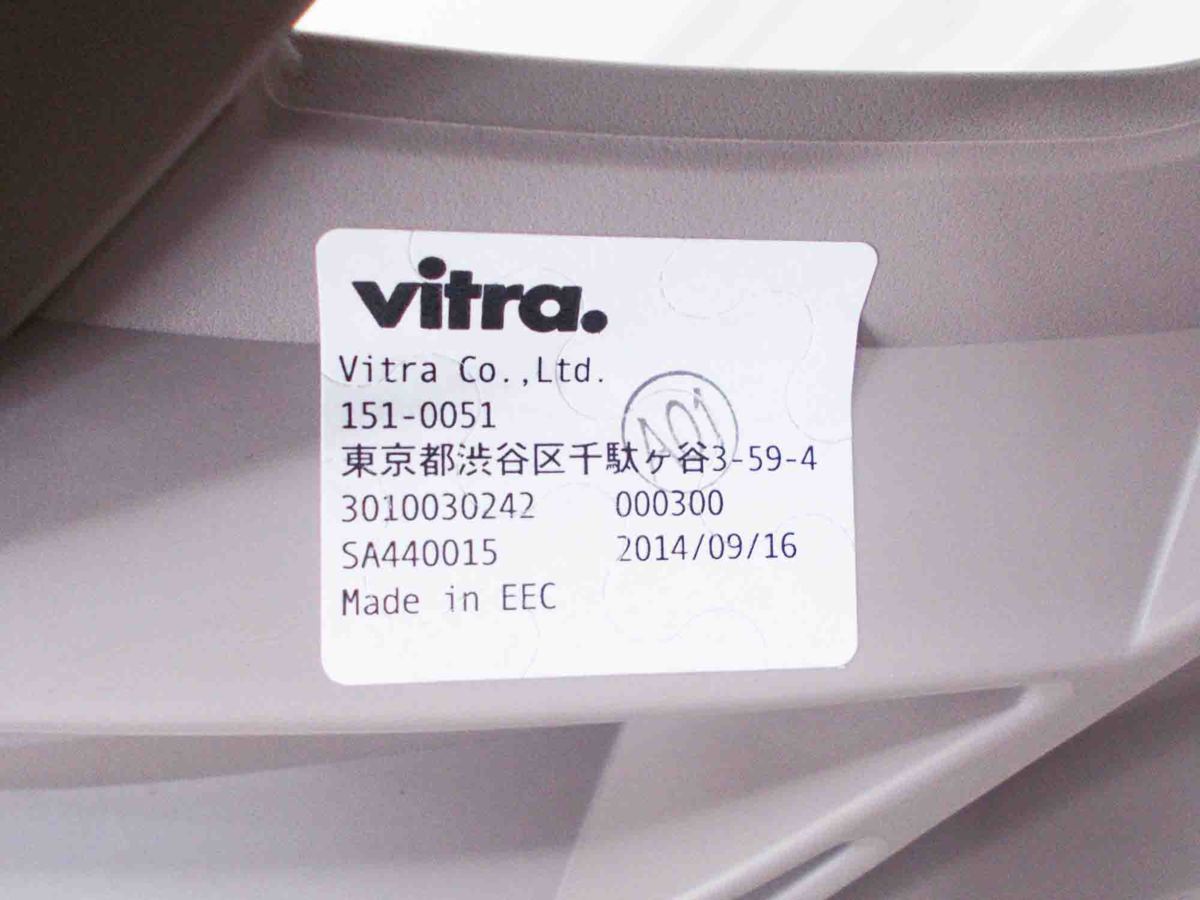 vitra.
Vitra Co.,Ltd.
A01
151-0051
東京都渋谷区千駄ヶ谷3-59-4
3010030242 000300
SA440015 2014/09/16
Made in EEC